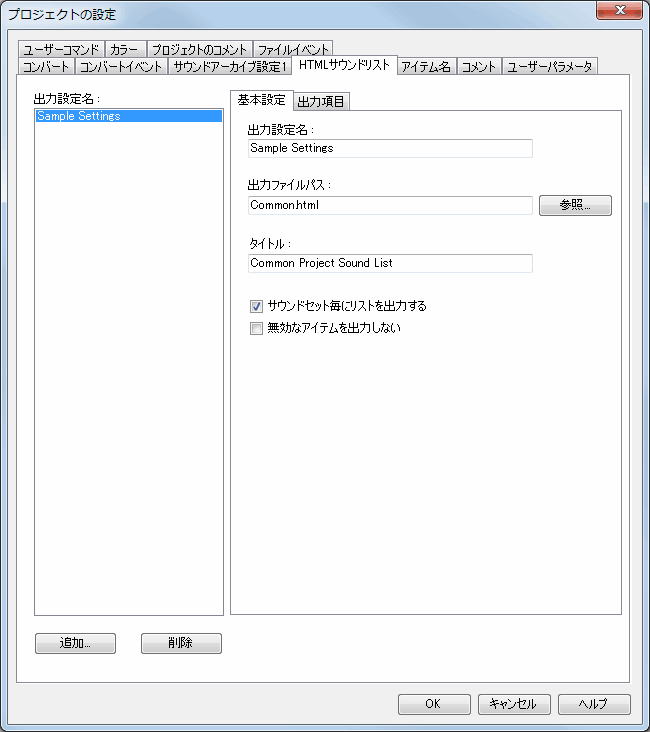 プロジェクトの設定
ユーザーコマンド カラー プロジェクトのコメント ファイルイベント
コンバート コンバートイベント サウンドアーカイブ設定1 HTMLサウンドリスト アイテム名 コメント ユーザーパラメータ
出力設定名 :
Sample Settings
基本設定 出力項目
出力設定名 :
Sample Settings
出力ファイルパス :
Common.html
参照...
タイトル :
Common Project Sound List
サウンドセット毎にリストを出力する
無効なアイテムを出力しない
追加... 削除
OK キャンセル ヘルプ